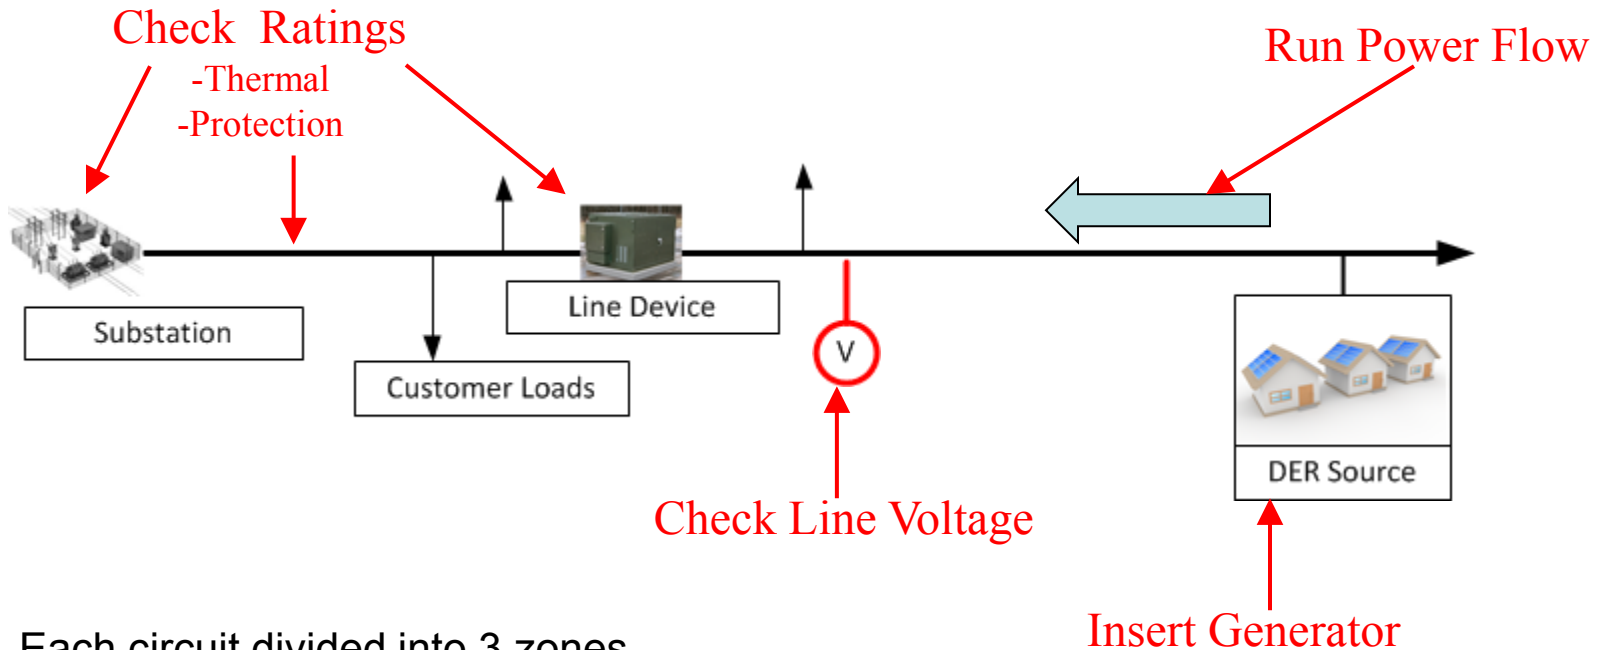 Check Ratings
-Thermal
-Protection
Run Power Flow
Substation
Line Device
Customer Loads
V
DER Source
Check Line Voltage
Insert Generator
Each circuit divided into 3 zones